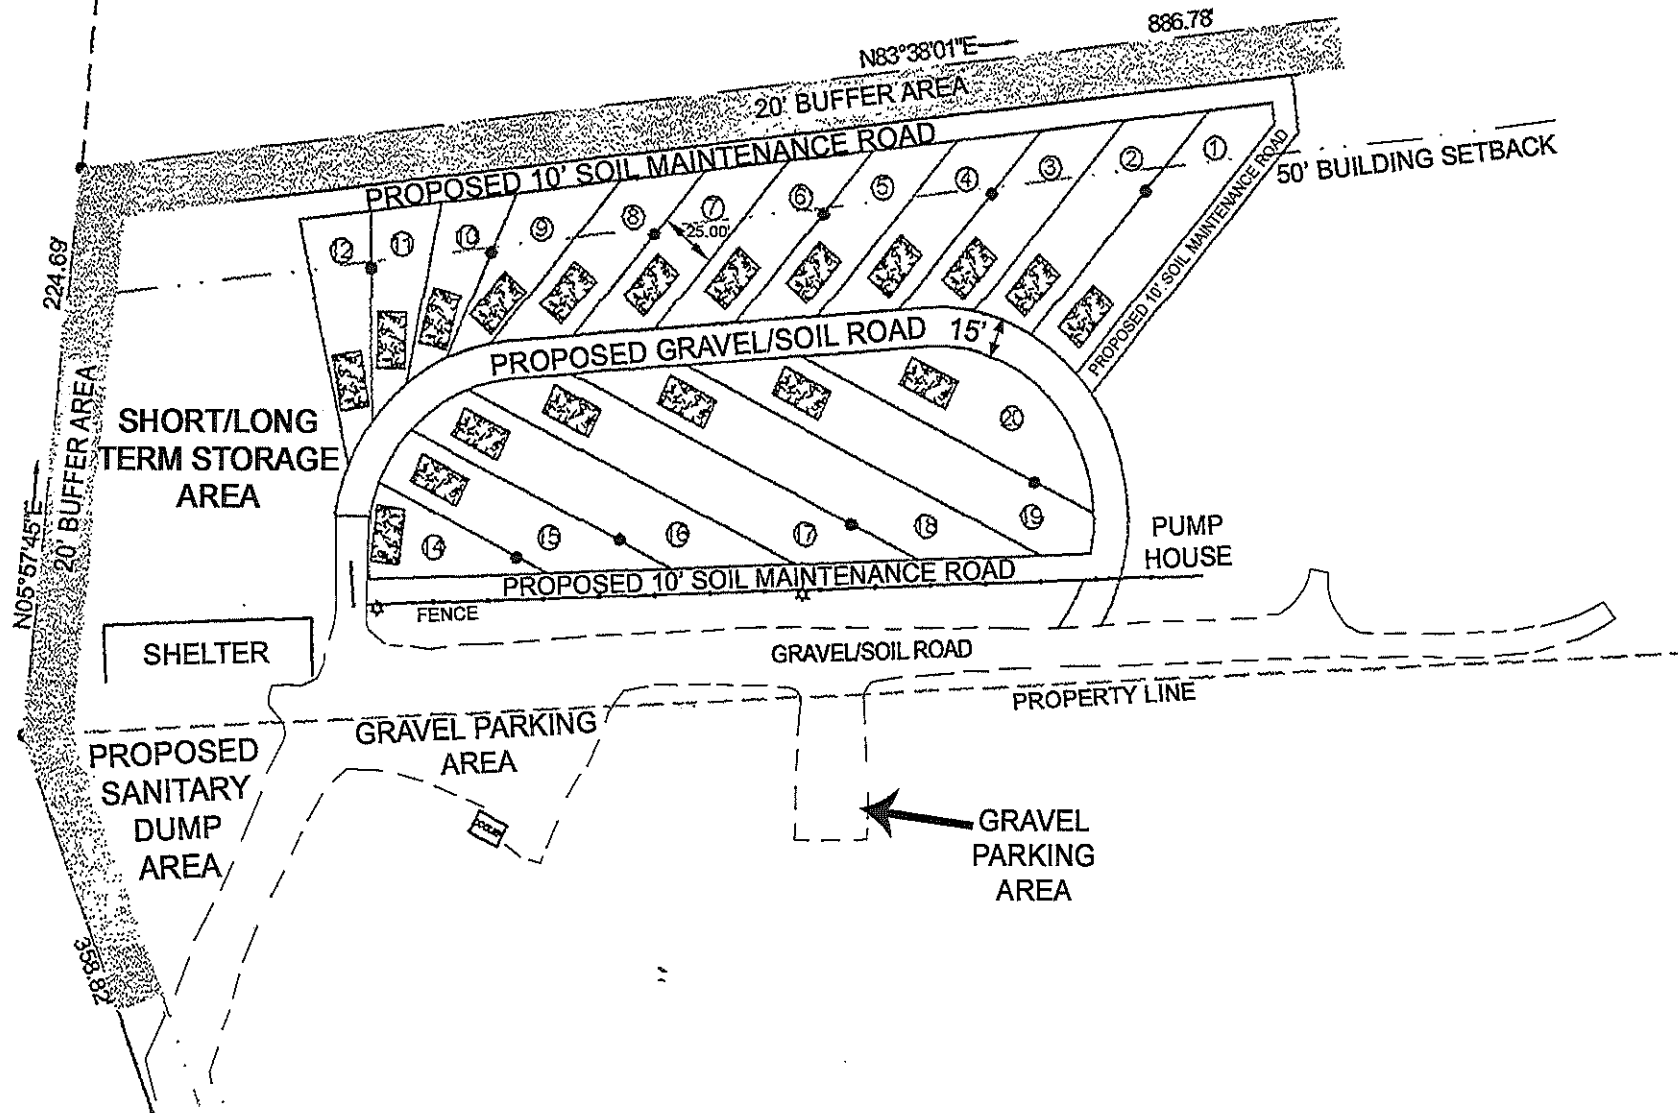 886.78'
N83°38'01"E
20' BUFFER AREA
PROPOSED 10' SOIL MAINTENANCE ROAD
50' BUILDING SETBACK
PROPOSED 10' SOIL MAINTENANCE ROAD
1
2
3
4
5
6
7
8
9
10
11
12
25.00'
224.69'
20' BUFFER AREA
N05°57'45"E
PROPOSED GRAVEL/SOIL ROAD 15'
SHORT/LONG
TERM STORAGE
AREA
20
14
15
16
17
18
19
PUMP
HOUSE
PROPOSED 10' SOIL MAINTENANCE ROAD
FENCE
SHELTER
GRAVEL/SOIL ROAD
PROPERTY LINE
GRAVEL PARKING
AREA
PROPOSED
SANITARY
DUMP
AREA
GRAVEL
PARKING
AREA
358.82'